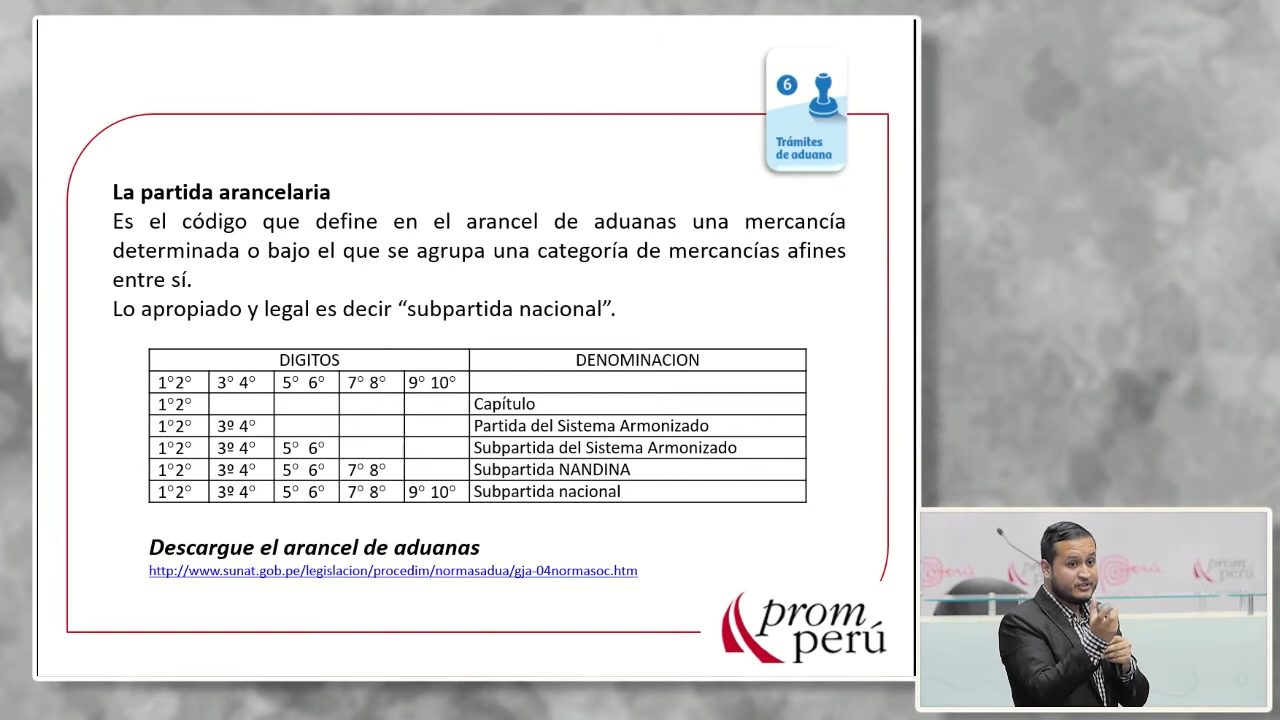 6
Trámites
de aduana
La partida arancelaria
Es el código que define en el arancel de aduanas una mercancía
determinada o bajo el que se agrupa una categoría de mercancías afines
entre sí.
Lo apropiado y legal es decir “subpartida nacional”.
DIGITOS DENOMINACION
1°2° 3° 4° 5° 6° 7° 8° 9° 10°
1°2° Capítulo
1°2° 3º 4° Partida del Sistema Armonizado
1°2° 3º 4° 5° 6° Subpartida del Sistema Armonizado
1°2° 3º 4° 5° 6° 7° 8° Subpartida NANDINA
1°2° 3º 4° 5° 6° 7° 8° 9° 10° Subpartida nacional
Descargue el arancel de aduanas
http://www.sunat.gob.pe/legislacion/procedim/normasadua/gja-04normasoc.htm
prom
perú